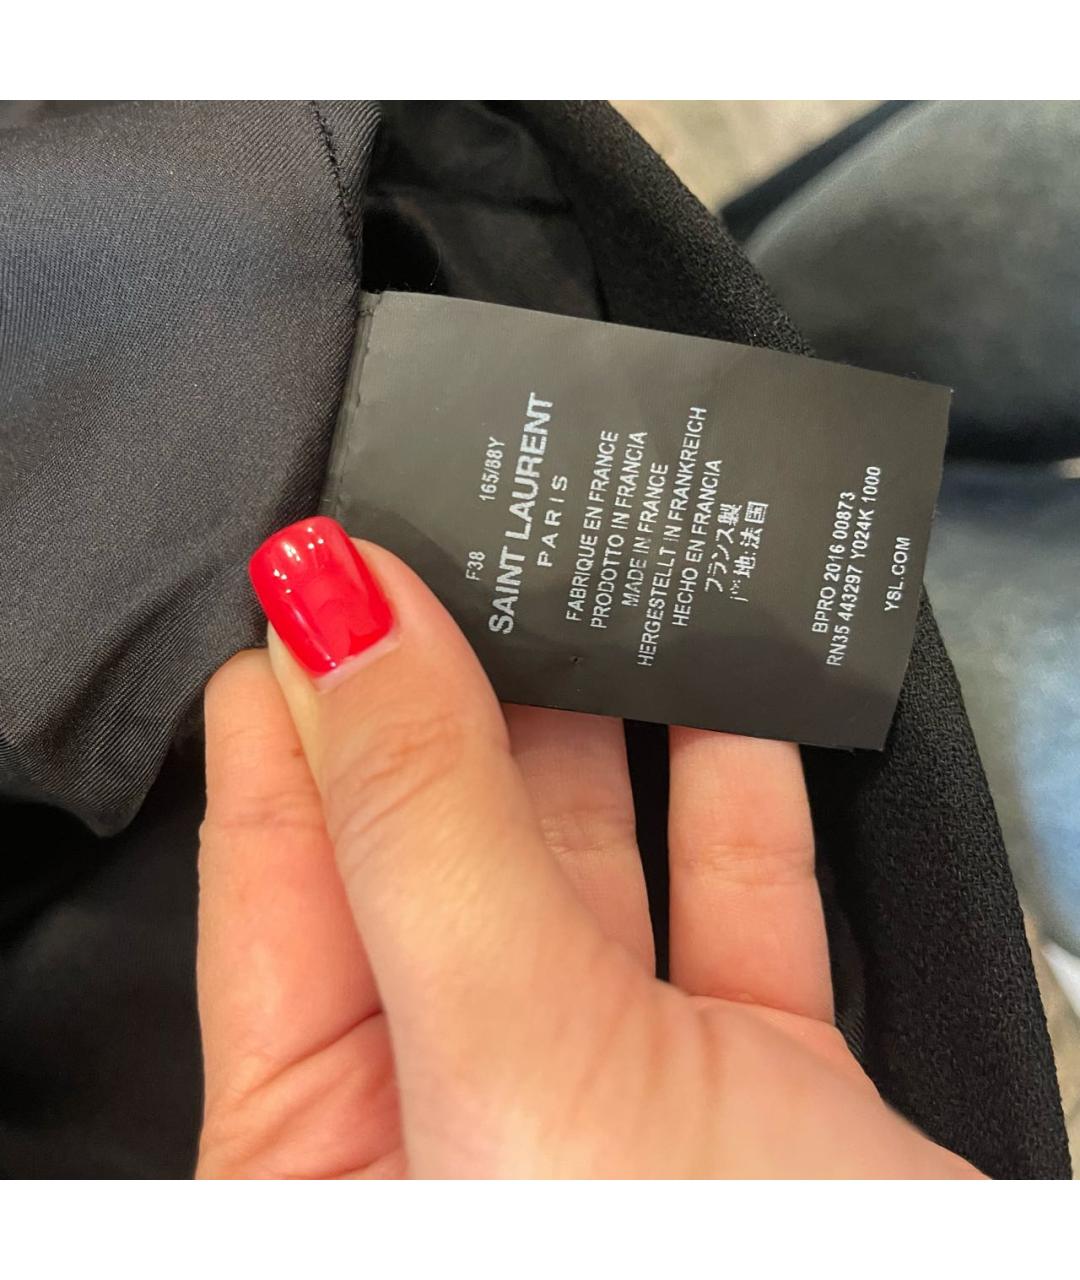 F38 165/88Y
SAINT LAURENT
PARIS
FABRIQUE EN FRANCE
PRODOTTO IN FRANCIA
MADE IN FRANCE
HERGESTELLT IN FRANKREICH
HECHO EN FRANCIA
フランス製
地:法国
BPRO 2016 00873
RN35 443297 Y024K 1000
YSL.COM